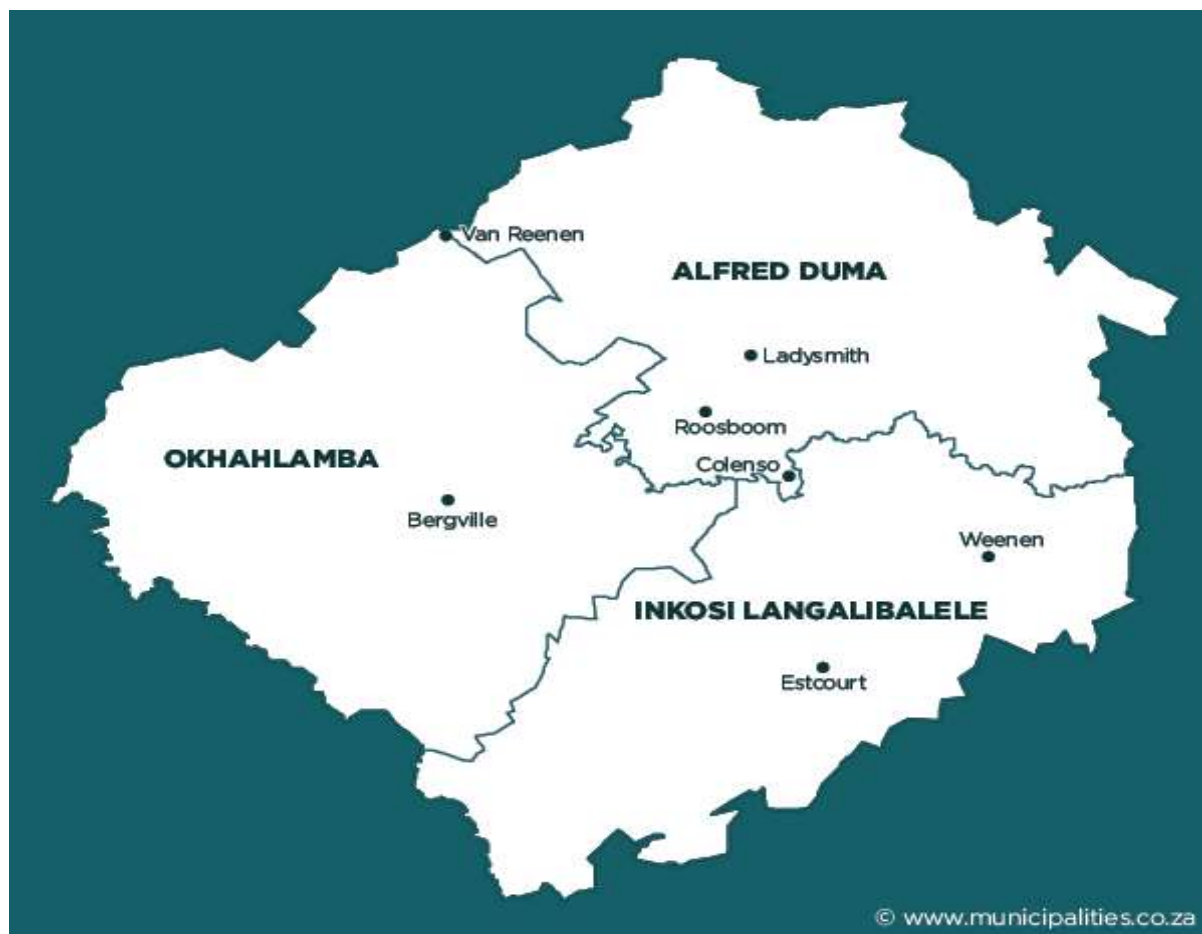 Van Reenen
ALFRED DUMA
Ladysmith
Roosboom
OKHAHLAMBA
Colenso
Bergville
Weenen
INKOSI LANGALIBALELE
Estcourt
© www.municipalities.co.za